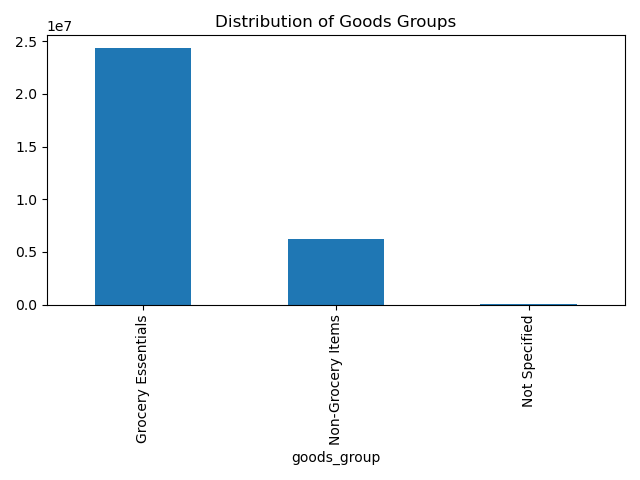 Distribution of Goods Groups
1e7
2.5
2.0
1.5
1.0
0.5
0.0
Grocery Essentials
Non-Grocery Items
Not Specified
goods_group